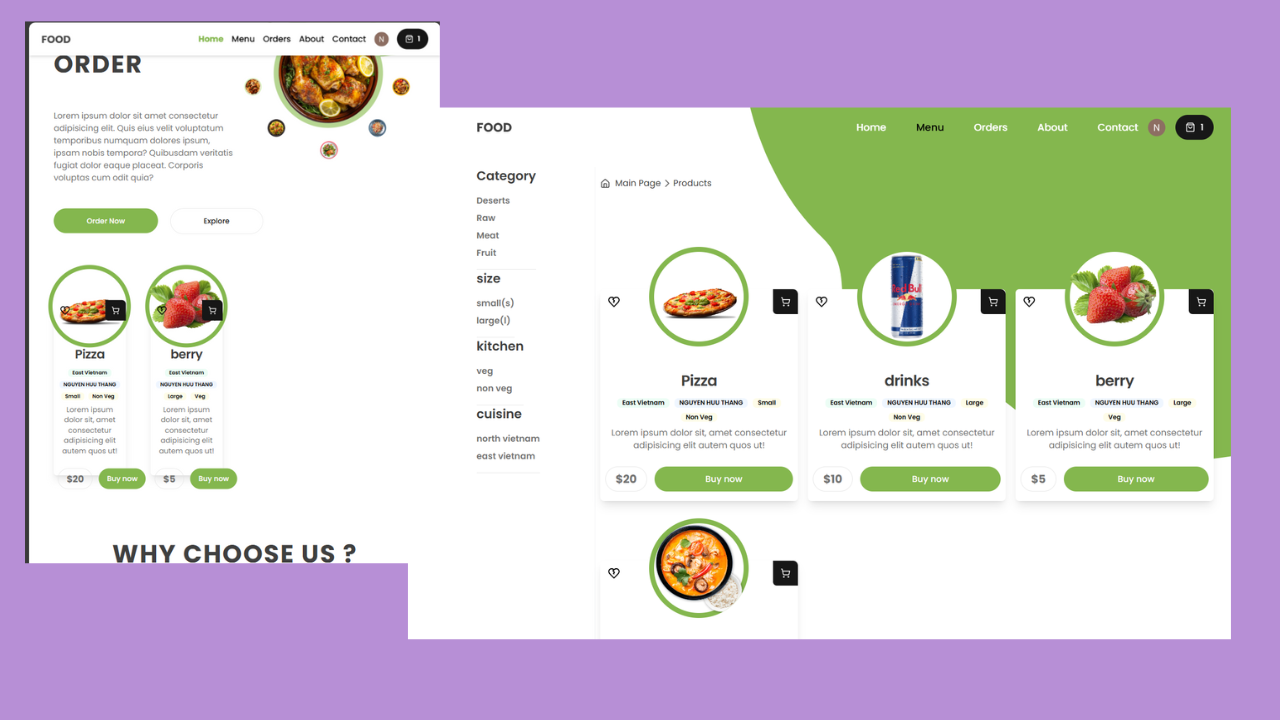 FOOD
Home Menu Orders About Contact N 1
ORDER
Lorem ipsum dolor sit amet consectetur
adipisicing elit. Quis eius velit voluptatum
temporibus numquam dolores ipsum,
ipsam nobis tempora? Quibusdam veritatis
fugiat dolor eaque placeat. Corporis
voluptas cum odit quia?
Order Now Explore
Pizza
East Vietnam
NGUYEN HUU THANG
Small Non Veg
Lorem ipsum
dolor sit, amet
consectetur
adipisicing elit
autem quos ut!
$20 Buy now
berry
East Vietnam
NGUYEN HUU THANG
Large Veg
Lorem ipsum
dolor sit, amet
consectetur
adipisicing elit
autem quos ut!
$5 Buy now
WHY CHOOSE US ?
FOOD
Home Menu Orders About Contact N 1
Category
Deserts
Raw
Meat
Fruit
size
small(s)
large(l)
kitchen
veg
non veg
cuisine
north vietnam
east vietnam
Main Page > Products
Pizza
East Vietnam NGUYEN HUU THANG Small
Non Veg
Lorem ipsum dolor sit, amet consectetur
adipisicing elit autem quos ut!
$20 Buy now
Red Bull
drinks
East Vietnam NGUYEN HUU THANG Large
Non Veg
Lorem ipsum dolor sit, amet consectetur
adipisicing elit autem quos ut!
$10 Buy now
berry
East Vietnam NGUYEN HUU THANG Large
Veg
Lorem ipsum dolor sit, amet consectetur
adipisicing elit autem quos ut!
$5 Buy now